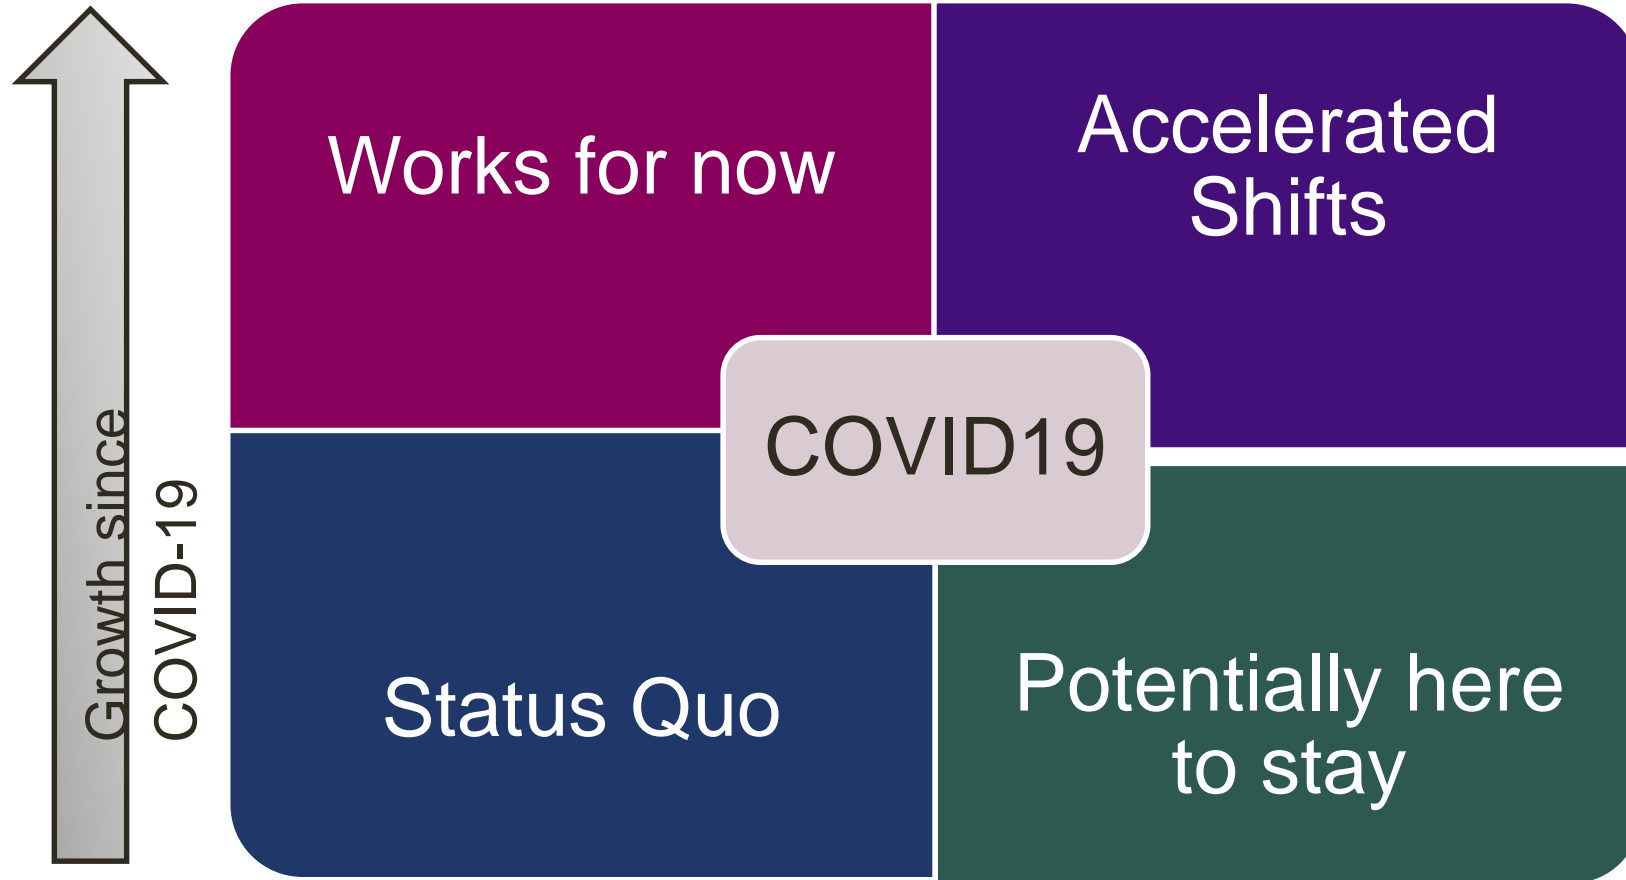 Works for now
Accelerated
Shifts
COVID19
Growth since
COVID-19
Status Quo
Potentially here
to stay